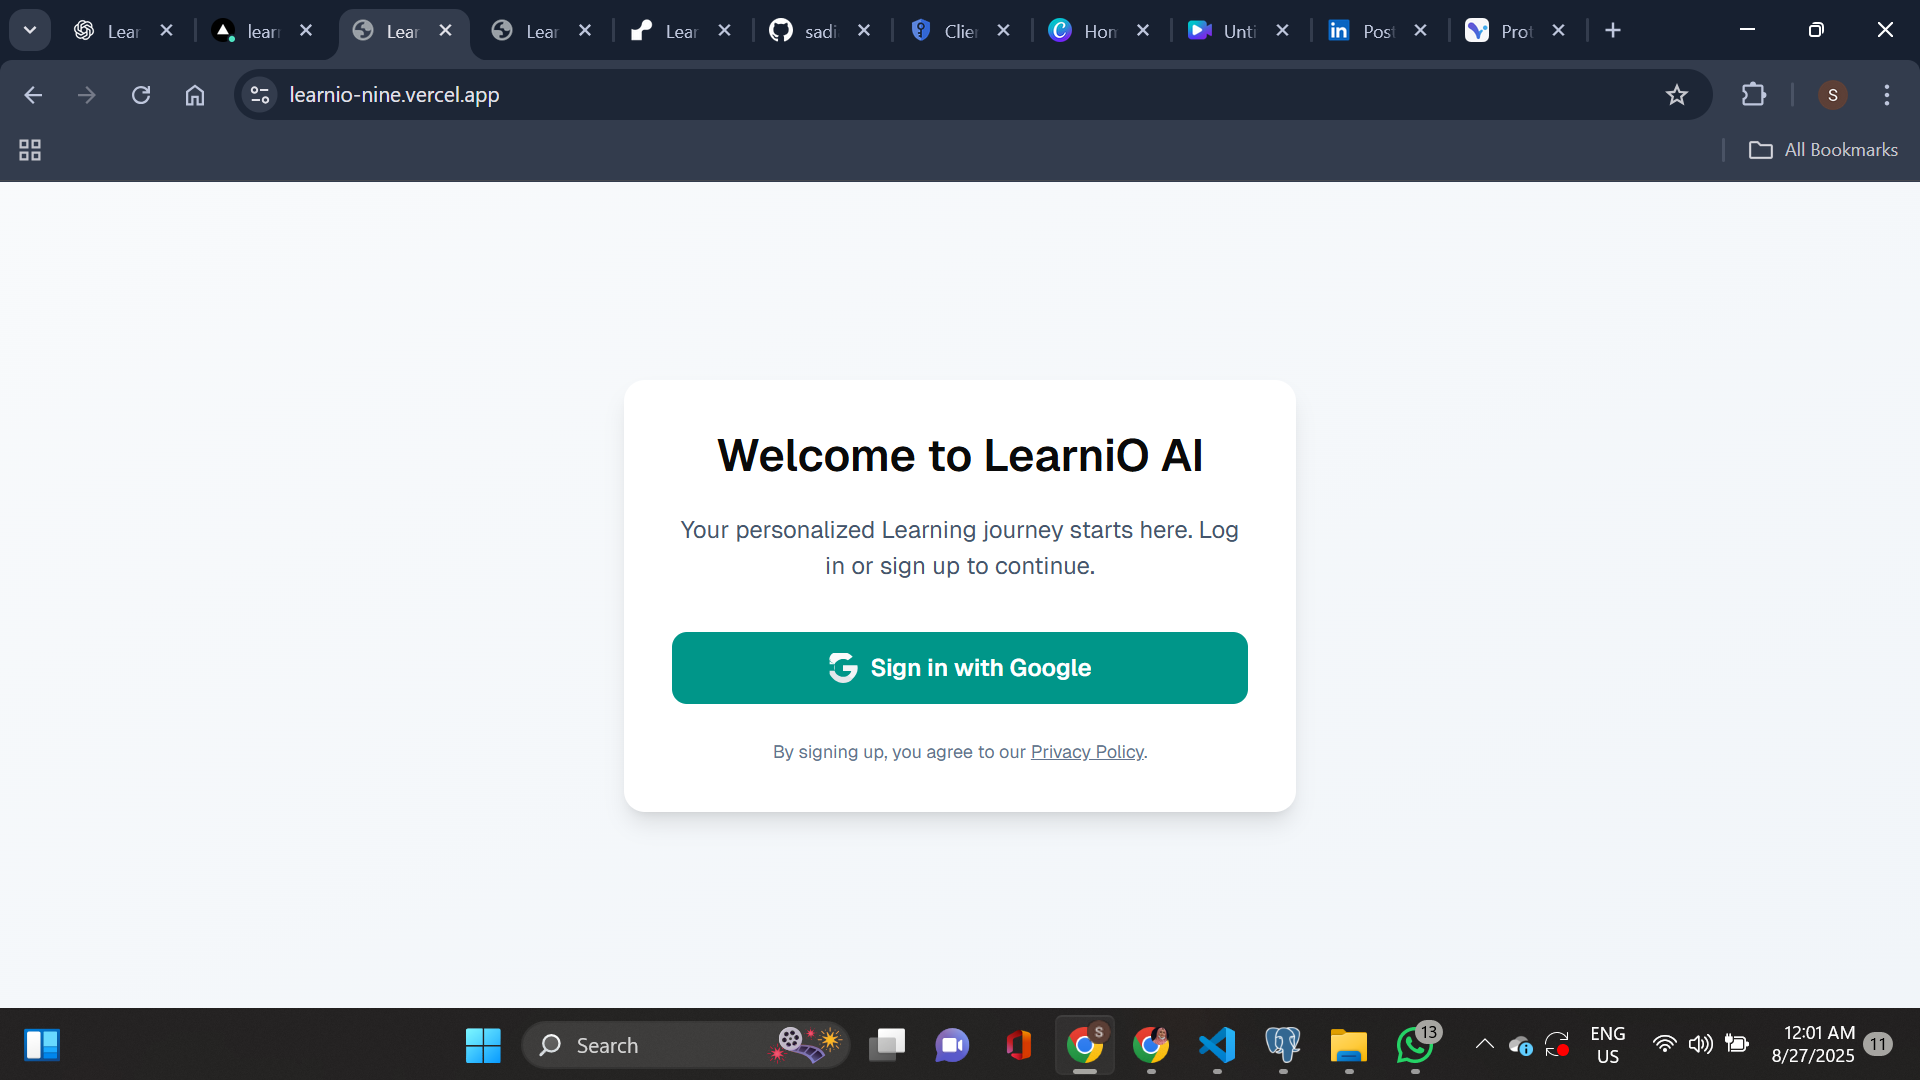 Lear
lear
Lear
Lear
Lear
sadi
Clie
Hon
Unti
Post
Prot
learnio-nine.vercel.app
S
All Bookmarks
Welcome to LearniO AI
Your personalized Learning journey starts here. Log
in or sign up to continue.
Sign in with Google
By signing up, you agree to our Privacy Policy.
Search
S
13
ENG
US
12:01 AM
8/27/2025
11